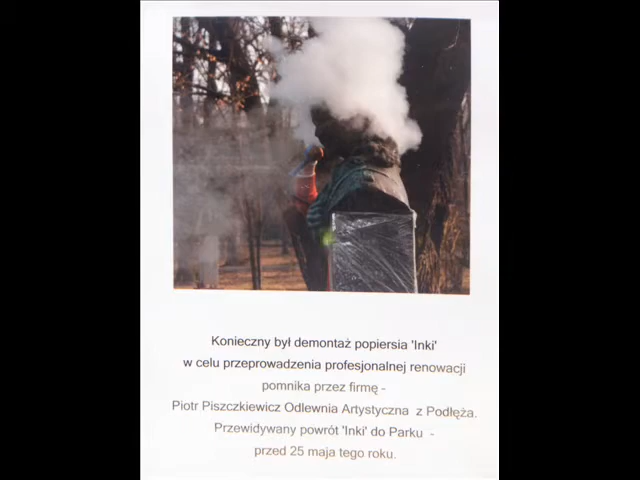 Konieczny był demontaż popiersia 'Inki'
w celu przeprowadzenia profesjonalnej renowacji
pomnika przez firmę -
Piotr Piszczkiewicz Odlewnia Artystyczna z Podłęża.
Przewidywany powrót 'Inki' do Parku -
przed 25 maja tego roku.